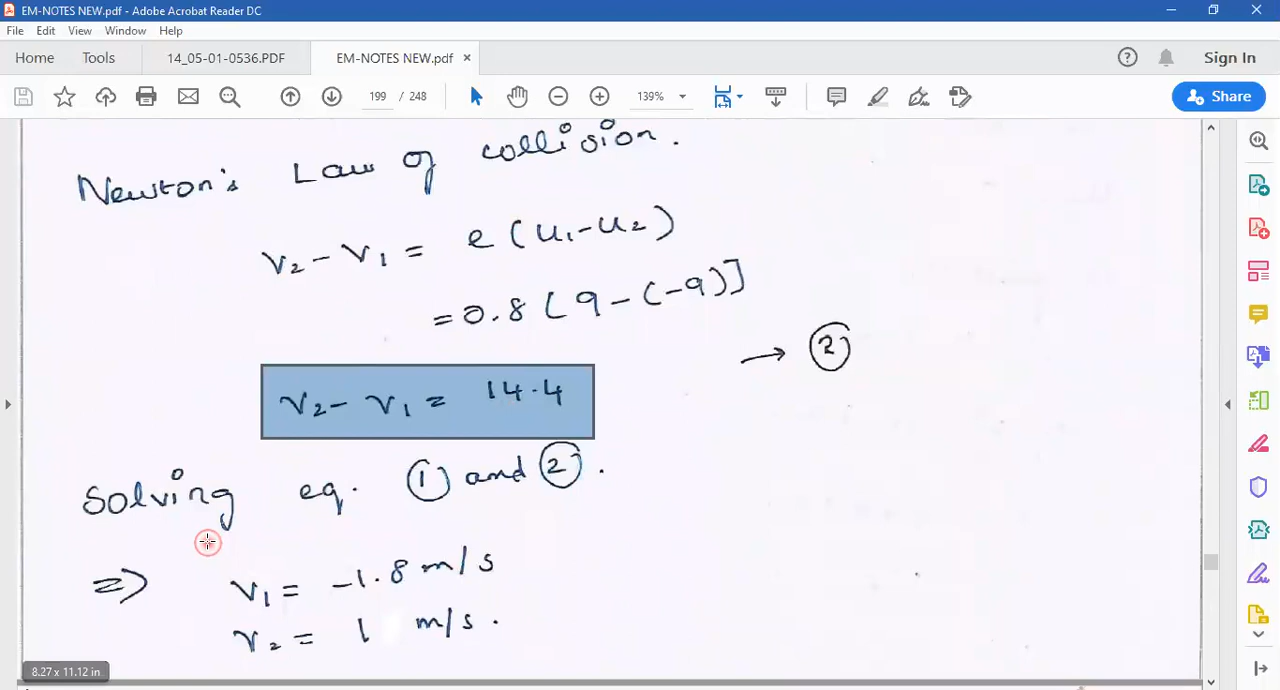 EM-NOTES NEW.pdf - Adobe Acrobat Reader DC
File Edit View Window Help
Home Tools 14_05-01-0536.PDF EM-NOTES NEW.pdf × Sign In
199 / 248 139% Share
Newton's Law of collision.
v₂ - v₁ = e (u₁ - u₂)
= 0.8 [ 9 - (-9) ]
→ ②
v₂ - v₁ = 14.4
Solving eq. ① and ②.
⇒ v₁ = -1.8 m/s
v₂ = 1 m/s.
8.27 x 11.12 in